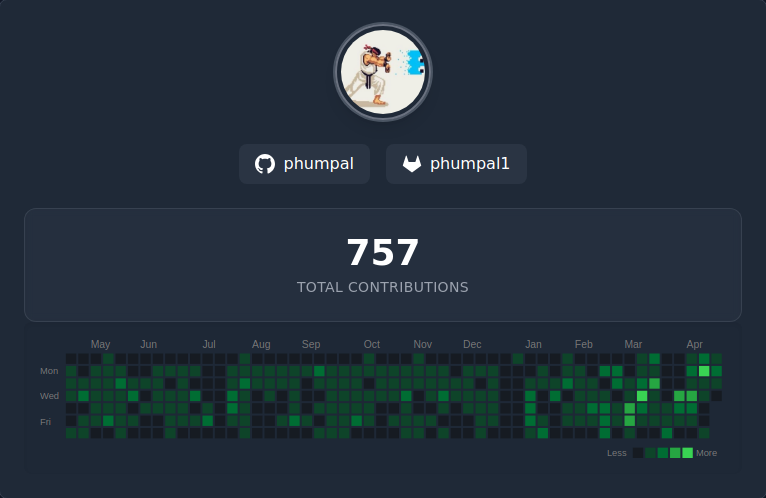 phumpal phumpal1
757
TOTAL CONTRIBUTIONS
May Jun Jul Aug Sep Oct Nov Dec Jan Feb Mar Apr
Mon
Wed
Fri
Less More